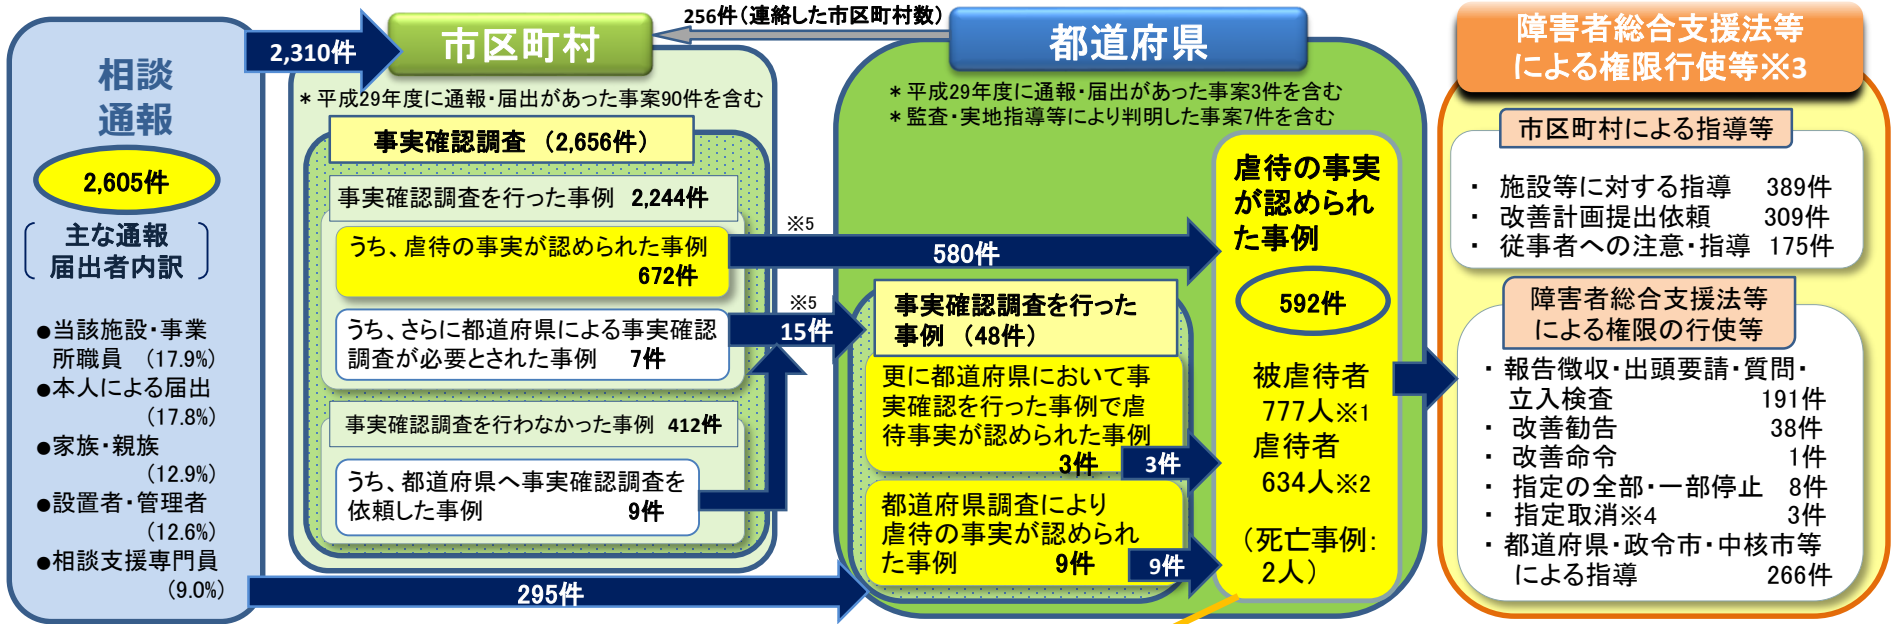 相談
通報
2,605件
主な通報
届出者内訳
●当該施設・事業
所職員 (17.9%)
●本人による届出
(17.8%)
●家族・親族
(12.9%)
●設置者・管理者
(12.6%)
●相談支援専門員
(9.0%)
2,310件
295件
市区町村
256件(連絡した市区町村数)
＊平成29年度に通報・届出があった事案90件を含む
事実確認調査 (2,656件)
事実確認調査を行った事例 2,244件
うち、虐待の事実が認められた事例
672件
うち、さらに都道府県による事実確認
調査が必要とされた事例 7件
事実確認調査を行わなかった事例 412件
うち、都道府県へ事実確認調査を
依頼した事例 9件
※5
580件
※5
15件
都道府県
＊平成29年度に通報・届出があった事案3件を含む
＊監査・実地指導等により判明した事案7件を含む
事実確認調査を行った
事例 (48件)
更に都道府県において事
実確認を行った事例で虐
待事実が認められた事例
3件
3件
都道府県調査により
虐待の事実が認められ
た事例 9件
9件
虐待の事実
が認められ
た事例
592件
被虐待者
777人※1
虐待者
634人※2
(死亡事例:
2人)
障害者総合支援法等
による権限行使等※3
市区町村による指導等
・ 施設等に対する指導 389件
・ 改善計画提出依頼 309件
・ 従事者への注意・指導 175件
障害者総合支援法等
による権限の行使等
・ 報告徴収・出頭要請・質問・
立入検査 191件
・ 改善勧告 38件
・ 改善命令 1件
・ 指定の全部・一部停止 8件
・ 指定取消※4 3件
・ 都道府県・政令市・中核市等
による指導 266件